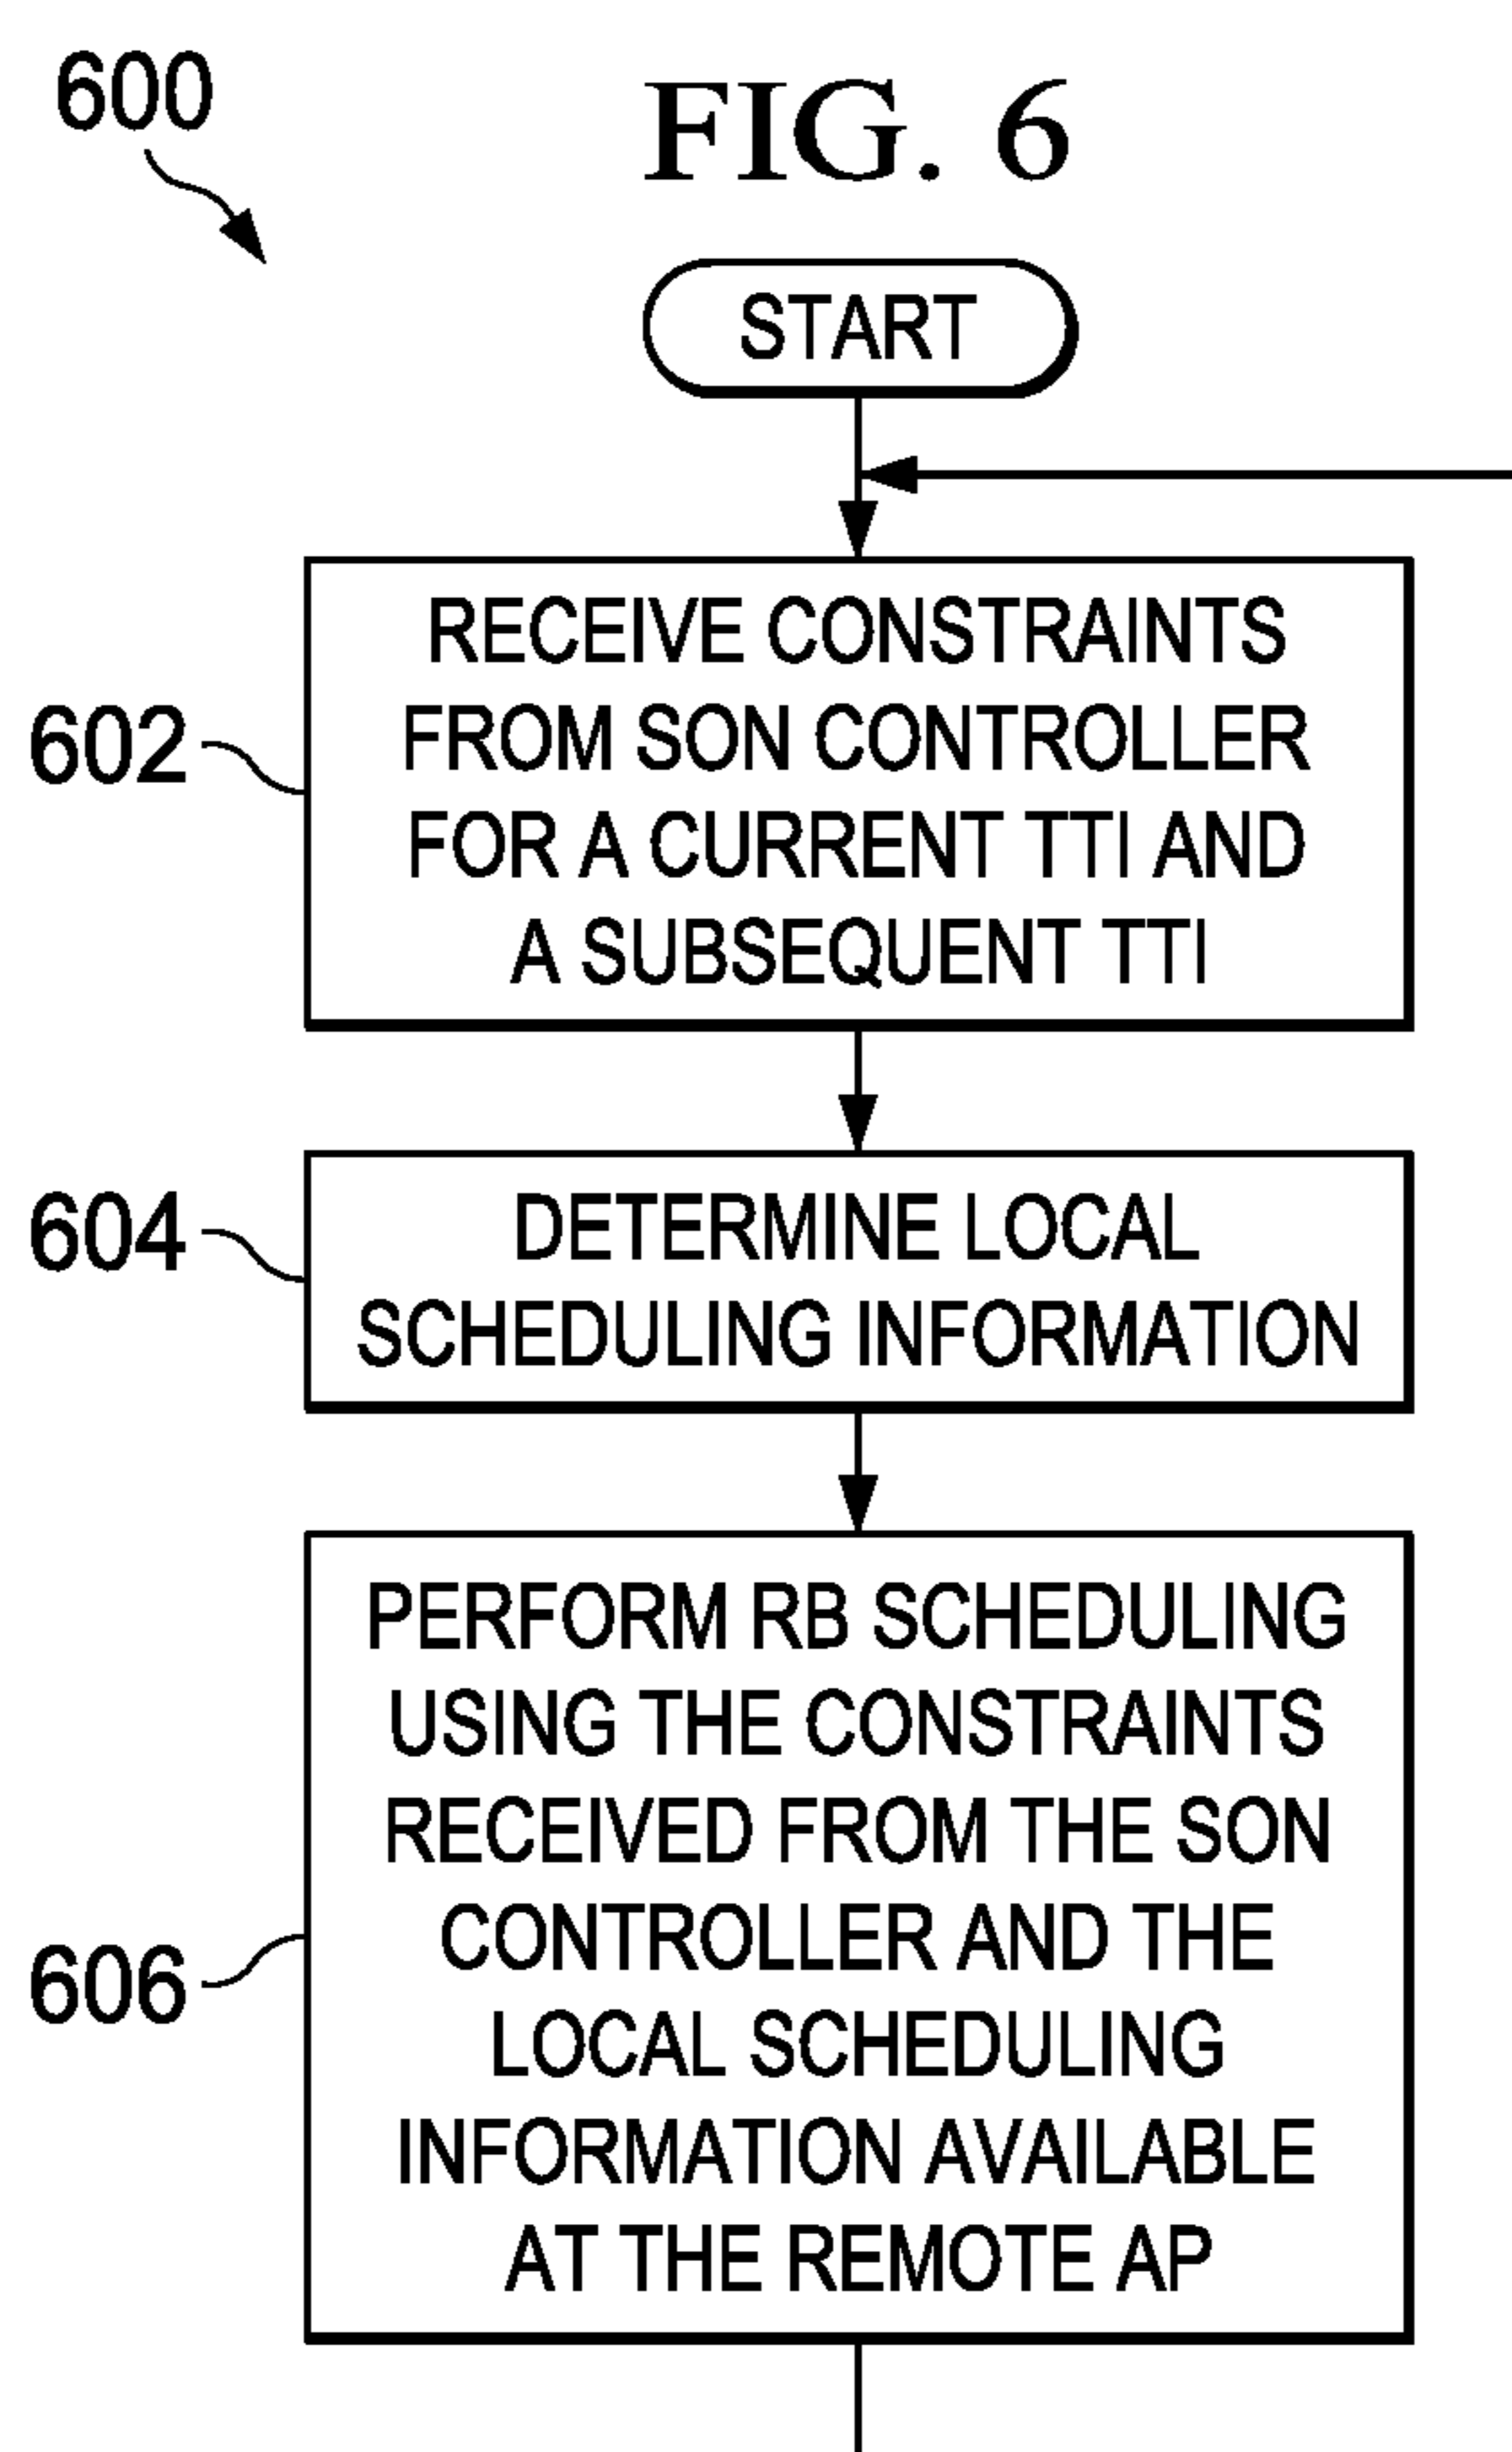 600
FIG. 6
START
602
RECEIVE CONSTRAINTS
FROM SON CONTROLLER
FOR A CURRENT TTI AND
A SUBSEQUENT TTI
604
DETERMINE LOCAL
SCHEDULING INFORMATION
606
PERFORM RB SCHEDULING
USING THE CONSTRAINTS
RECEIVED FROM THE SON
CONTROLLER AND THE
LOCAL SCHEDULING
INFORMATION AVAILABLE
AT THE REMOTE AP